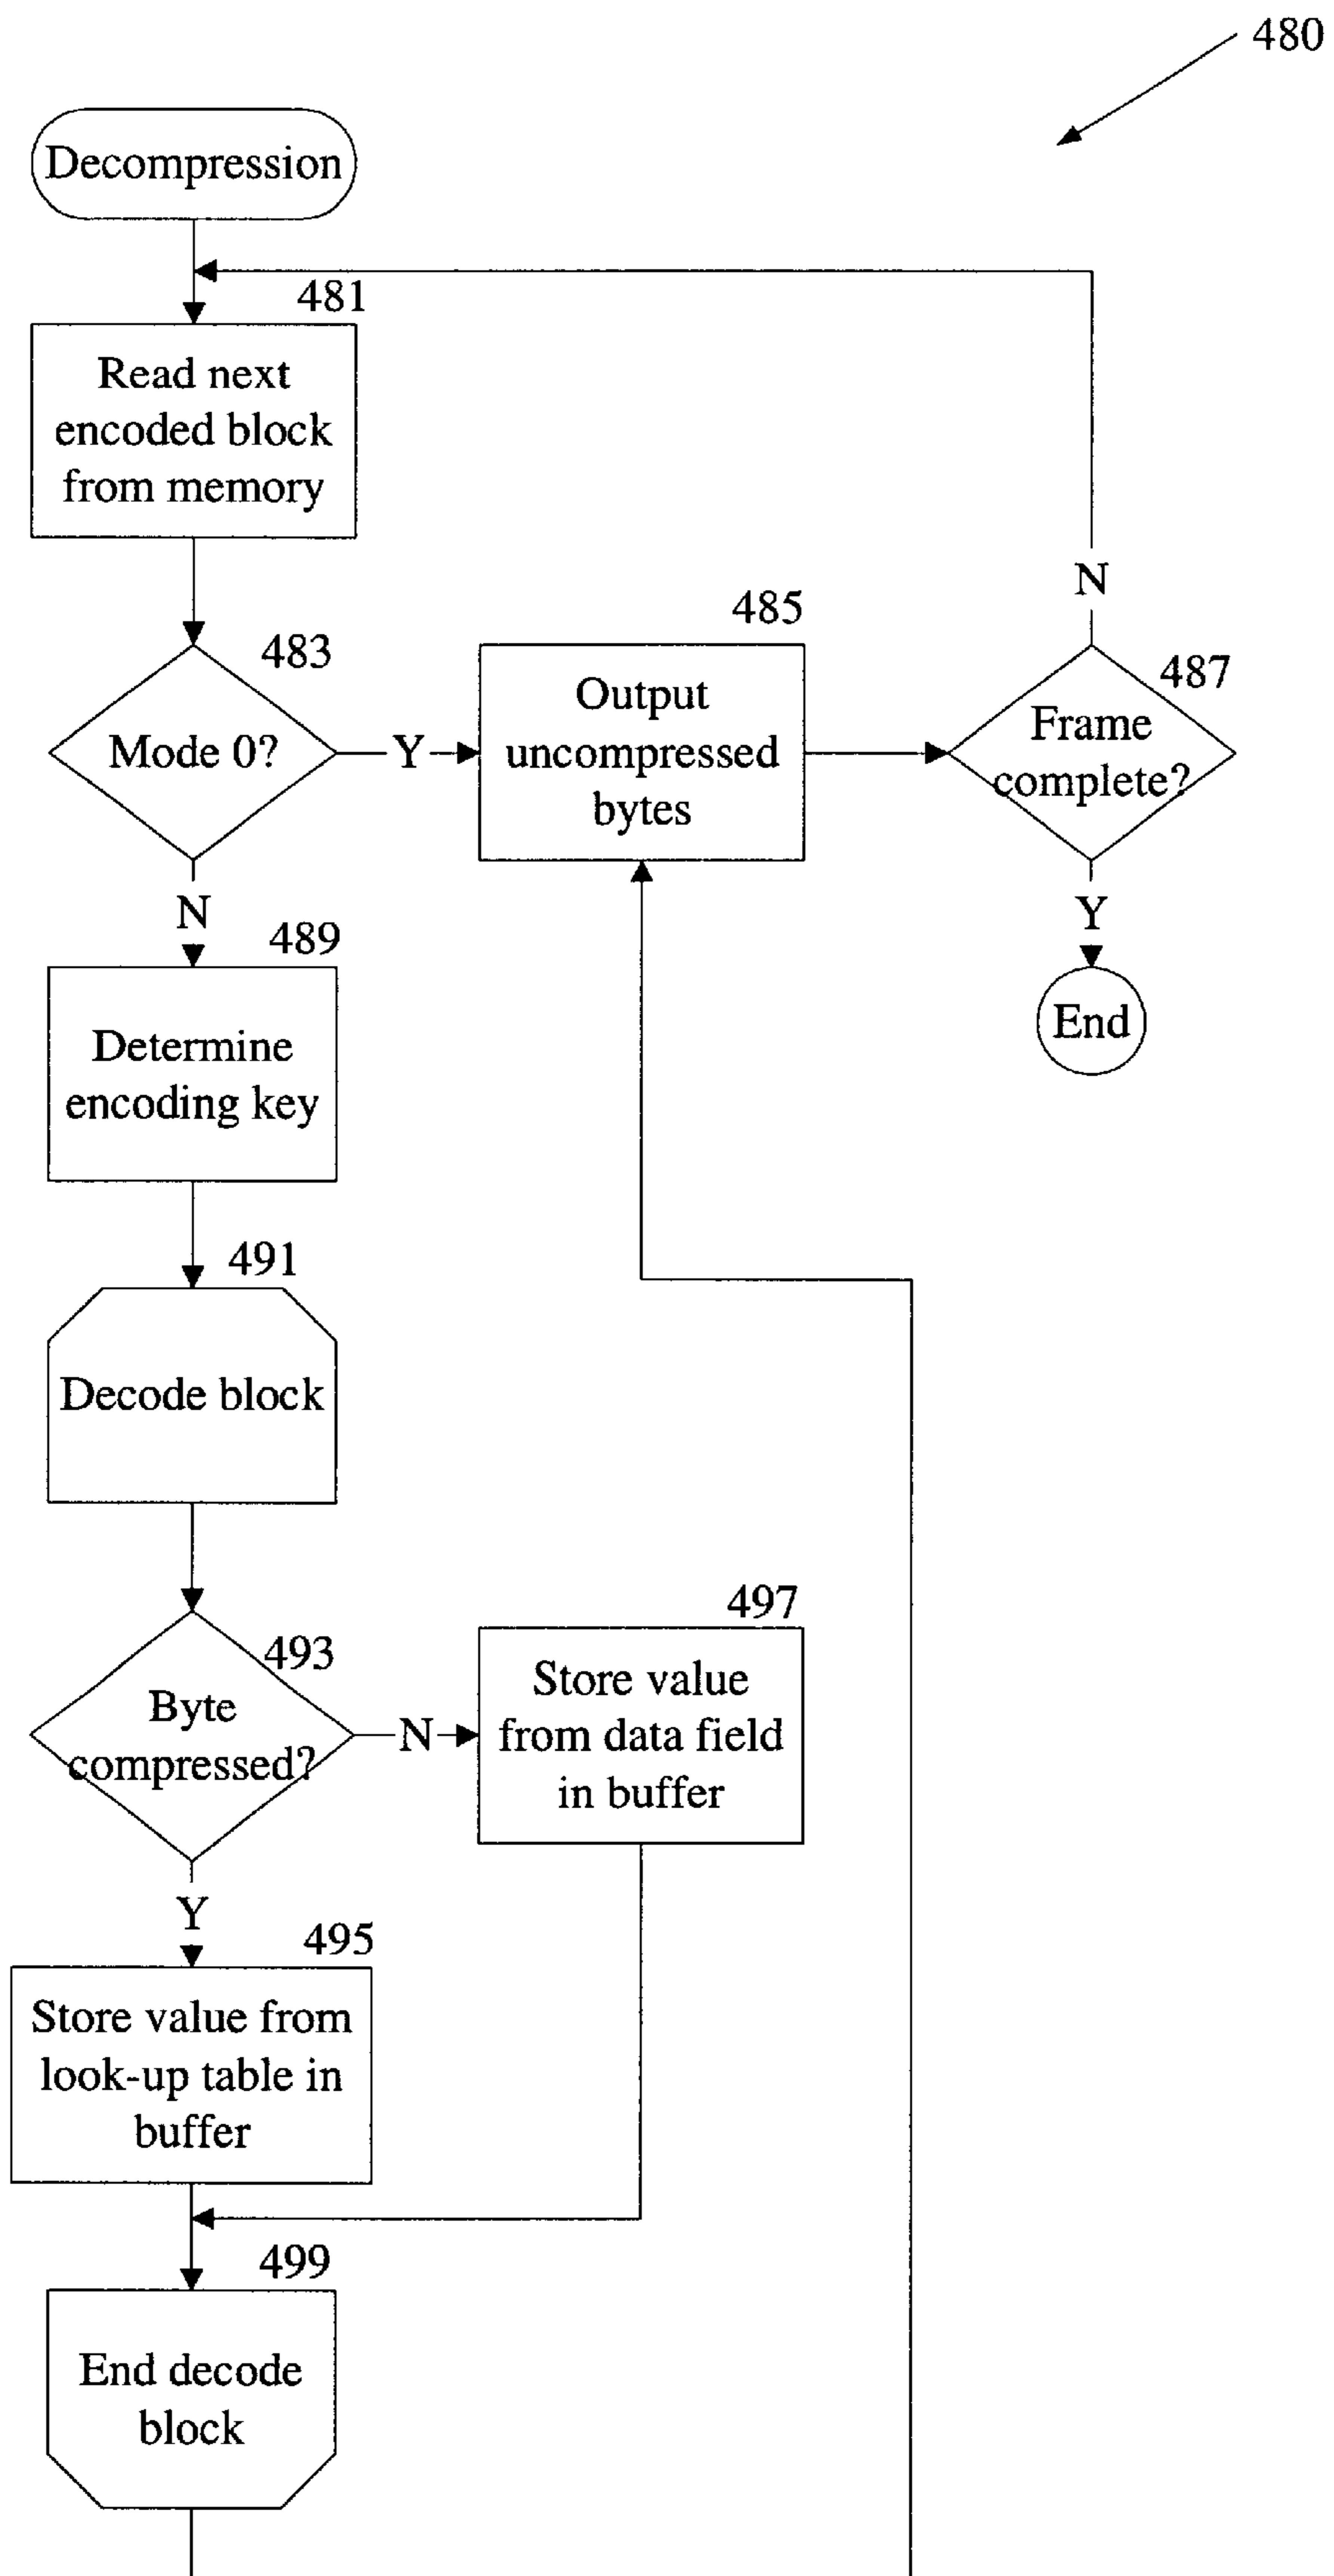 480
Decompression
481
Read next
encoded block
from memory
483
Mode 0?
Y
485
Output
uncompressed
bytes
N
487
Frame
complete?
Y
End
N
489
Determine
encoding key
491
Decode block
493
Byte
compressed?
N
497
Store value
from data field
in buffer
Y
495
Store value from
look-up table in
buffer
499
End decode
block